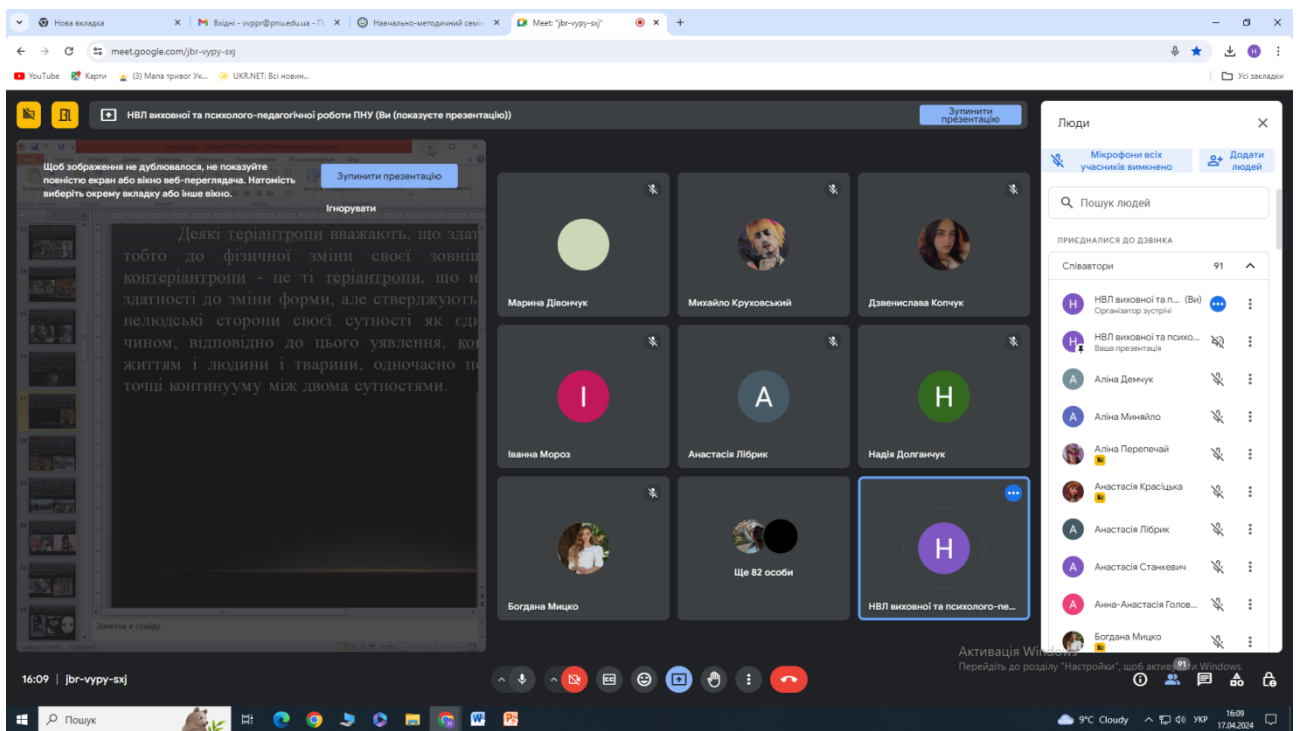 Нова вкладка
Вхідні - vvppr@pnu.edu.ua - П
Навчально-методичний семін
Meet: "jbr-vypy-sxj"
meet.google.com/jbr-vypy-sxj
YouTube
Карти
(3) Мапа тривог Ук...
UKR.NET: Всі новин...
Усі закладки
НВЛ виховної та психолого-педагогічної роботи ПНУ (Ви (показуєте презентацію))
Зупинити презентацію
Щоб зображення не дублювалося, не показуйте
повністю екран або вікно веб-переглядача. Натомість
виберіть окрему вкладку або інше вікно.
Зупинити презентацію
Ігнорувати
Деякі теріантропи вважають, що здат
тобто до фізичної зміни своєї зовніш
контеріантропи - це ті теріантропи, що н
здатності до зміни форми, але стверджують
нелюдські сторони своєї сутності як єди
чином, відповідно до цього уявлення, ко
життям і людини і тварини, одночасно п
точці континууму між двома сутностями.
Заметки к слайду
Марина Дівончук
Михайло Круховський
Дзвенислава Копчук
І
Іванна Мороз
А
Анастасія Лібрик
Н
Надія Долганчук
Богдана Мицко
Ще 82 особи
Н
НВЛ виховної та психолого-пе...
Люди
Мікрофони всіх
учасників вимкнено
Додати
людей
Пошук людей
ПРИЄДНАЛИСЯ ДО ДЗВІНКА
Співавтори 91
Н
НВЛ виховної та п... (Ви)
Організатор зустрічі
Н
НВЛ виховної та психо...
Ваша презентація
А
Аліна Демчук
А
Аліна Миняйло
Аліна Перепечай
Анастасія Красіцька
А
Анастасія Лібрик
А
Анастасія Станкевич
А
Анна-Анастасія Голов...
Богдана Мицко
Активація Windows
Перейдіть до розділу "Настройки", щоб активувати Windows.
91
16:09 | jbr-vypy-sxj
Пошук
9°C Cloudy
УКР
16:09
17.04.2024